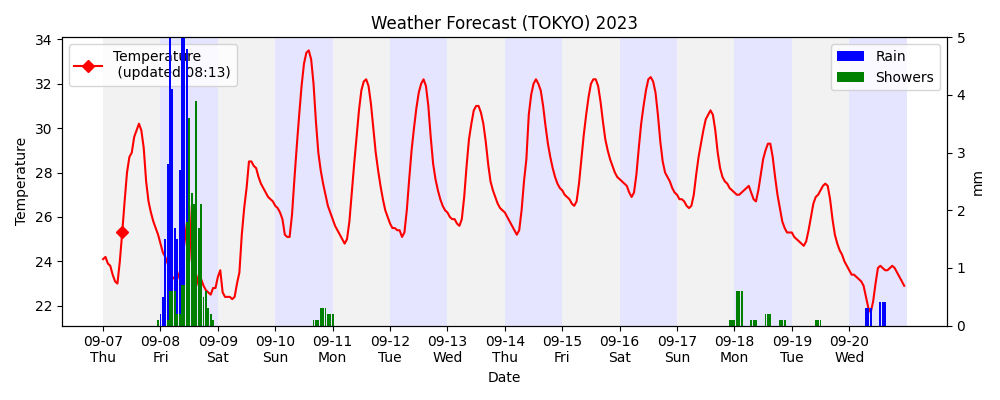 Weather Forecast (TOKYO) 2023
Temperature
(updated 08:13)
Rain
Showers
34
32
30
28
26
24
22
Temperature
5
4
3
2
1
0
mm
09-07 09-08 09-09 09-10 09-11 09-12 09-13 09-14 09-15 09-16 09-17 09-18 09-19 09-20
Thu Fri Sat Sun Mon Tue Wed Thu Fri Sat Sun Mon Tue Wed
Date